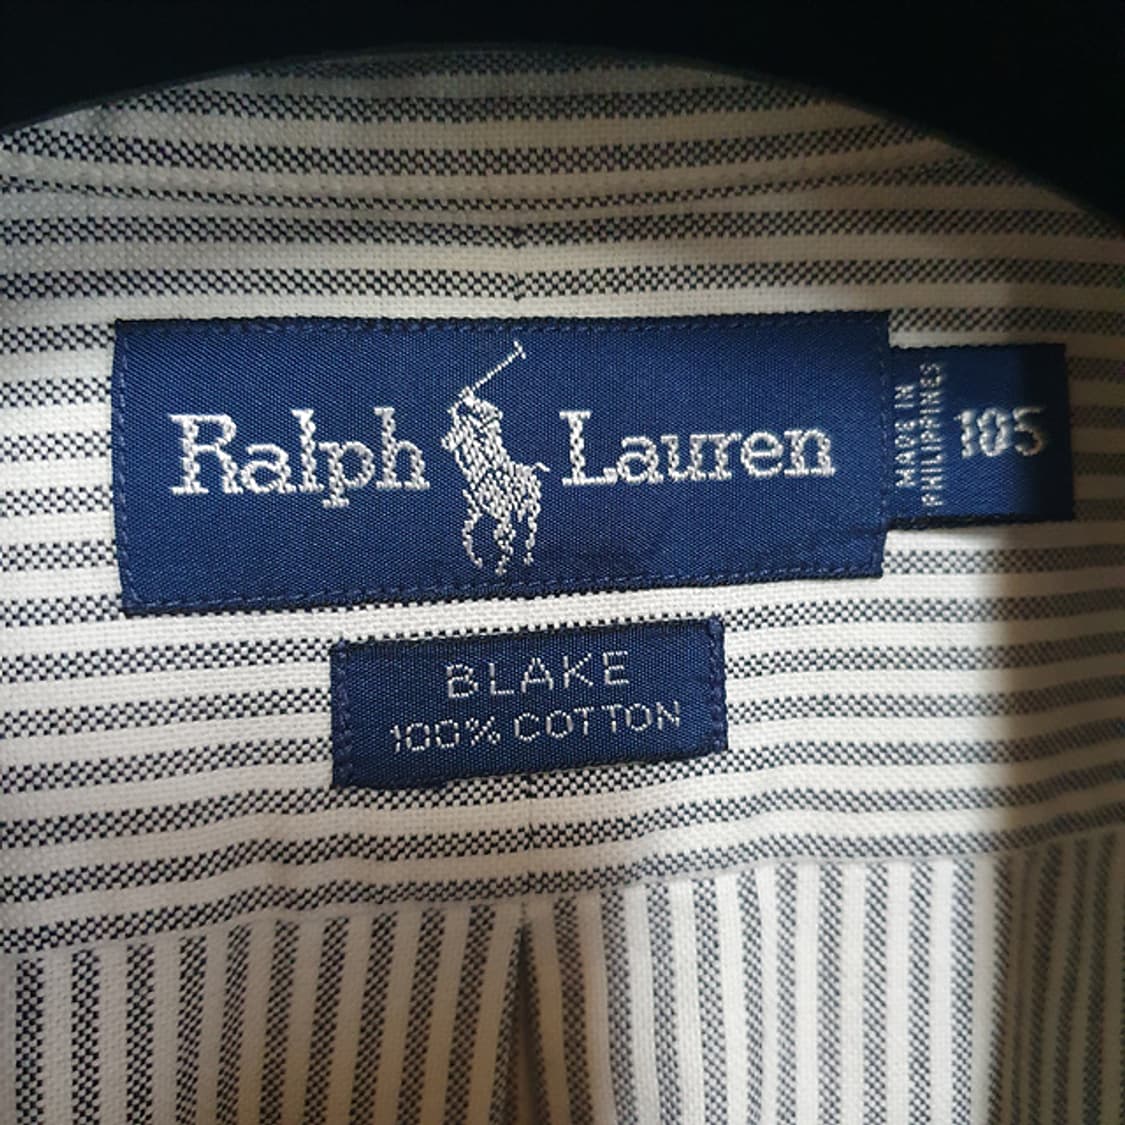 Ralph Lauren
MADE IN
PHILIPPINES
105
BLAKE
100% COTTON